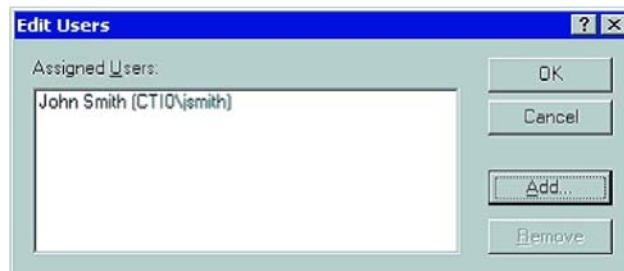 Edit Users
Assigned Users:
John Smith (CTI0\jsmith)
OK
Cancel
Add...
Remove